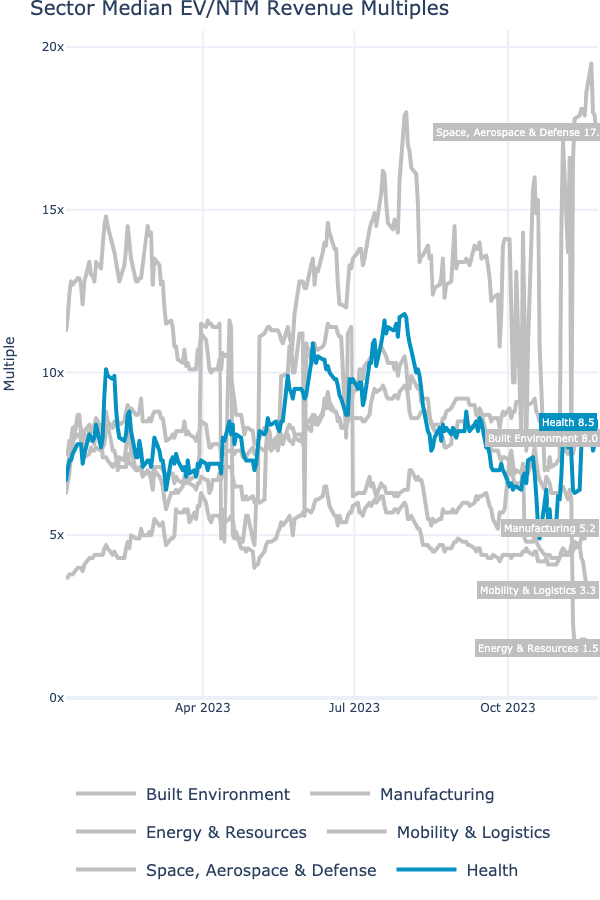 Sector Median EV/NTM Revenue Multiples
20x
Space, Aerospace & Defense 17.
15x
Multiple
10x
Health 8.5
Built Environment 8.0
5x
Manufacturing 5.2
Mobility & Logistics 3.3
Energy & Resources 1.5
0x
Apr 2023 Jul 2023 Oct 2023
Built Environment Manufacturing
Energy & Resources Mobility & Logistics
Space, Aerospace & Defense Health